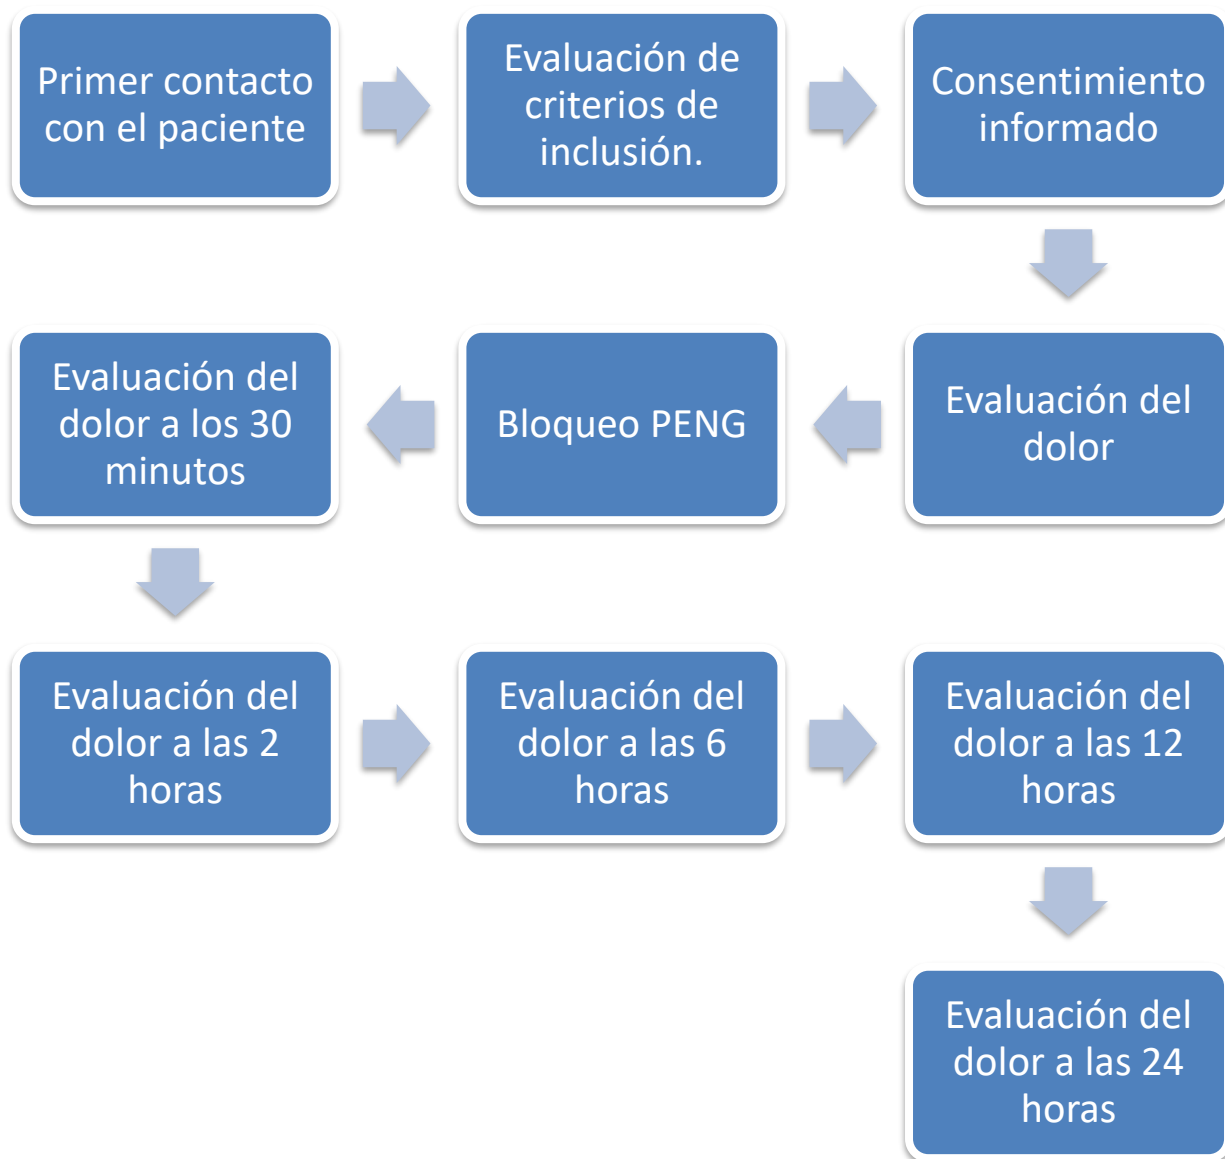 Primer contacto
con el paciente
Evaluación de
criterios de
inclusión.
Consentimiento
informado
Evaluación del
dolor
Bloqueo PENG
Evaluación del
dolor a los 30
minutos
Evaluación del
dolor a las 2
horas
Evaluación del
dolor a las 6
horas
Evaluación del
dolor a las 12
horas
Evaluación del
dolor a las 24
horas